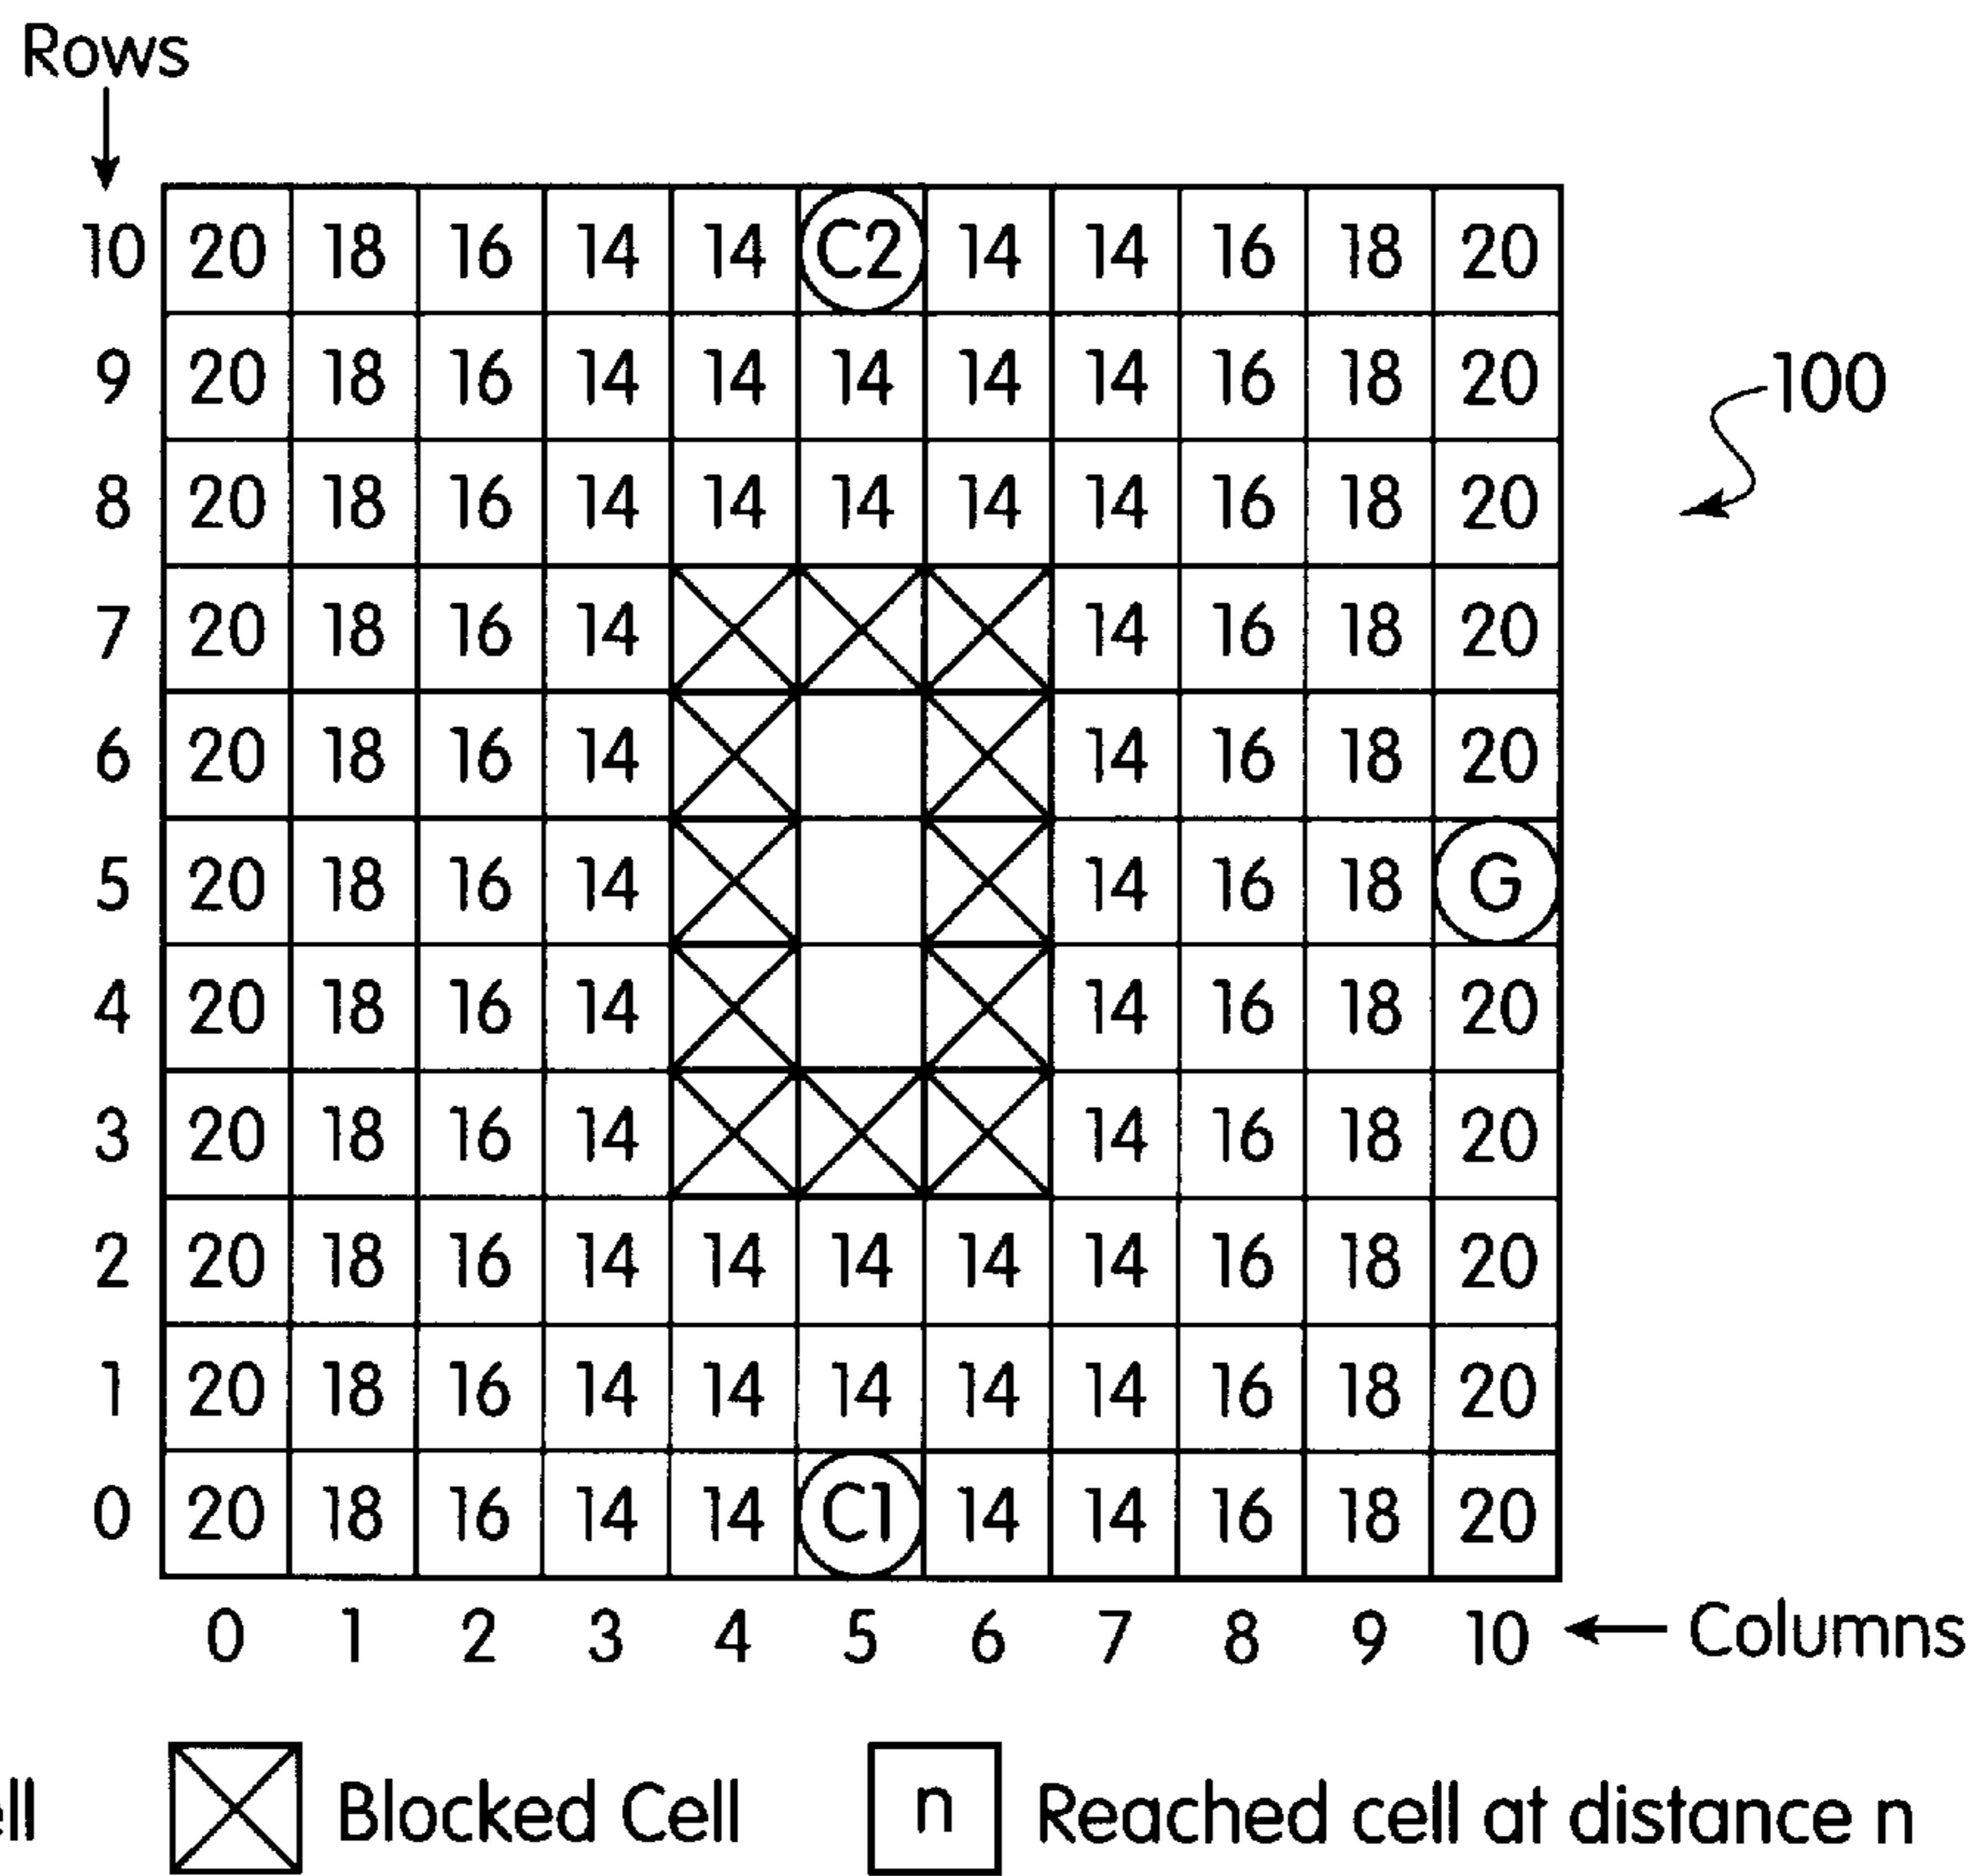 Rows
10 20 18 16 14 14 C2 14 14 16 18 20
9 20 18 16 14 14 14 14 14 16 18 20
100
8 20 18 16 14 14 14 14 14 16 18 20
7 20 18 16 14 14 16 18 20
6 20 18 16 14 14 16 18 20
5 20 18 16 14 14 16 18 G
4 20 18 16 14 14 16 18 20
3 20 18 16 14 14 16 18 20
2 20 18 16 14 14 14 14 14 16 18 20
1 20 18 16 14 14 14 14 14 16 18 20
0 20 18 16 14 14 C1 14 14 16 18 20
0 1 2 3 4 5 6 7 8 9 10 Columns
Blocked Cell n Reached cell at distance n